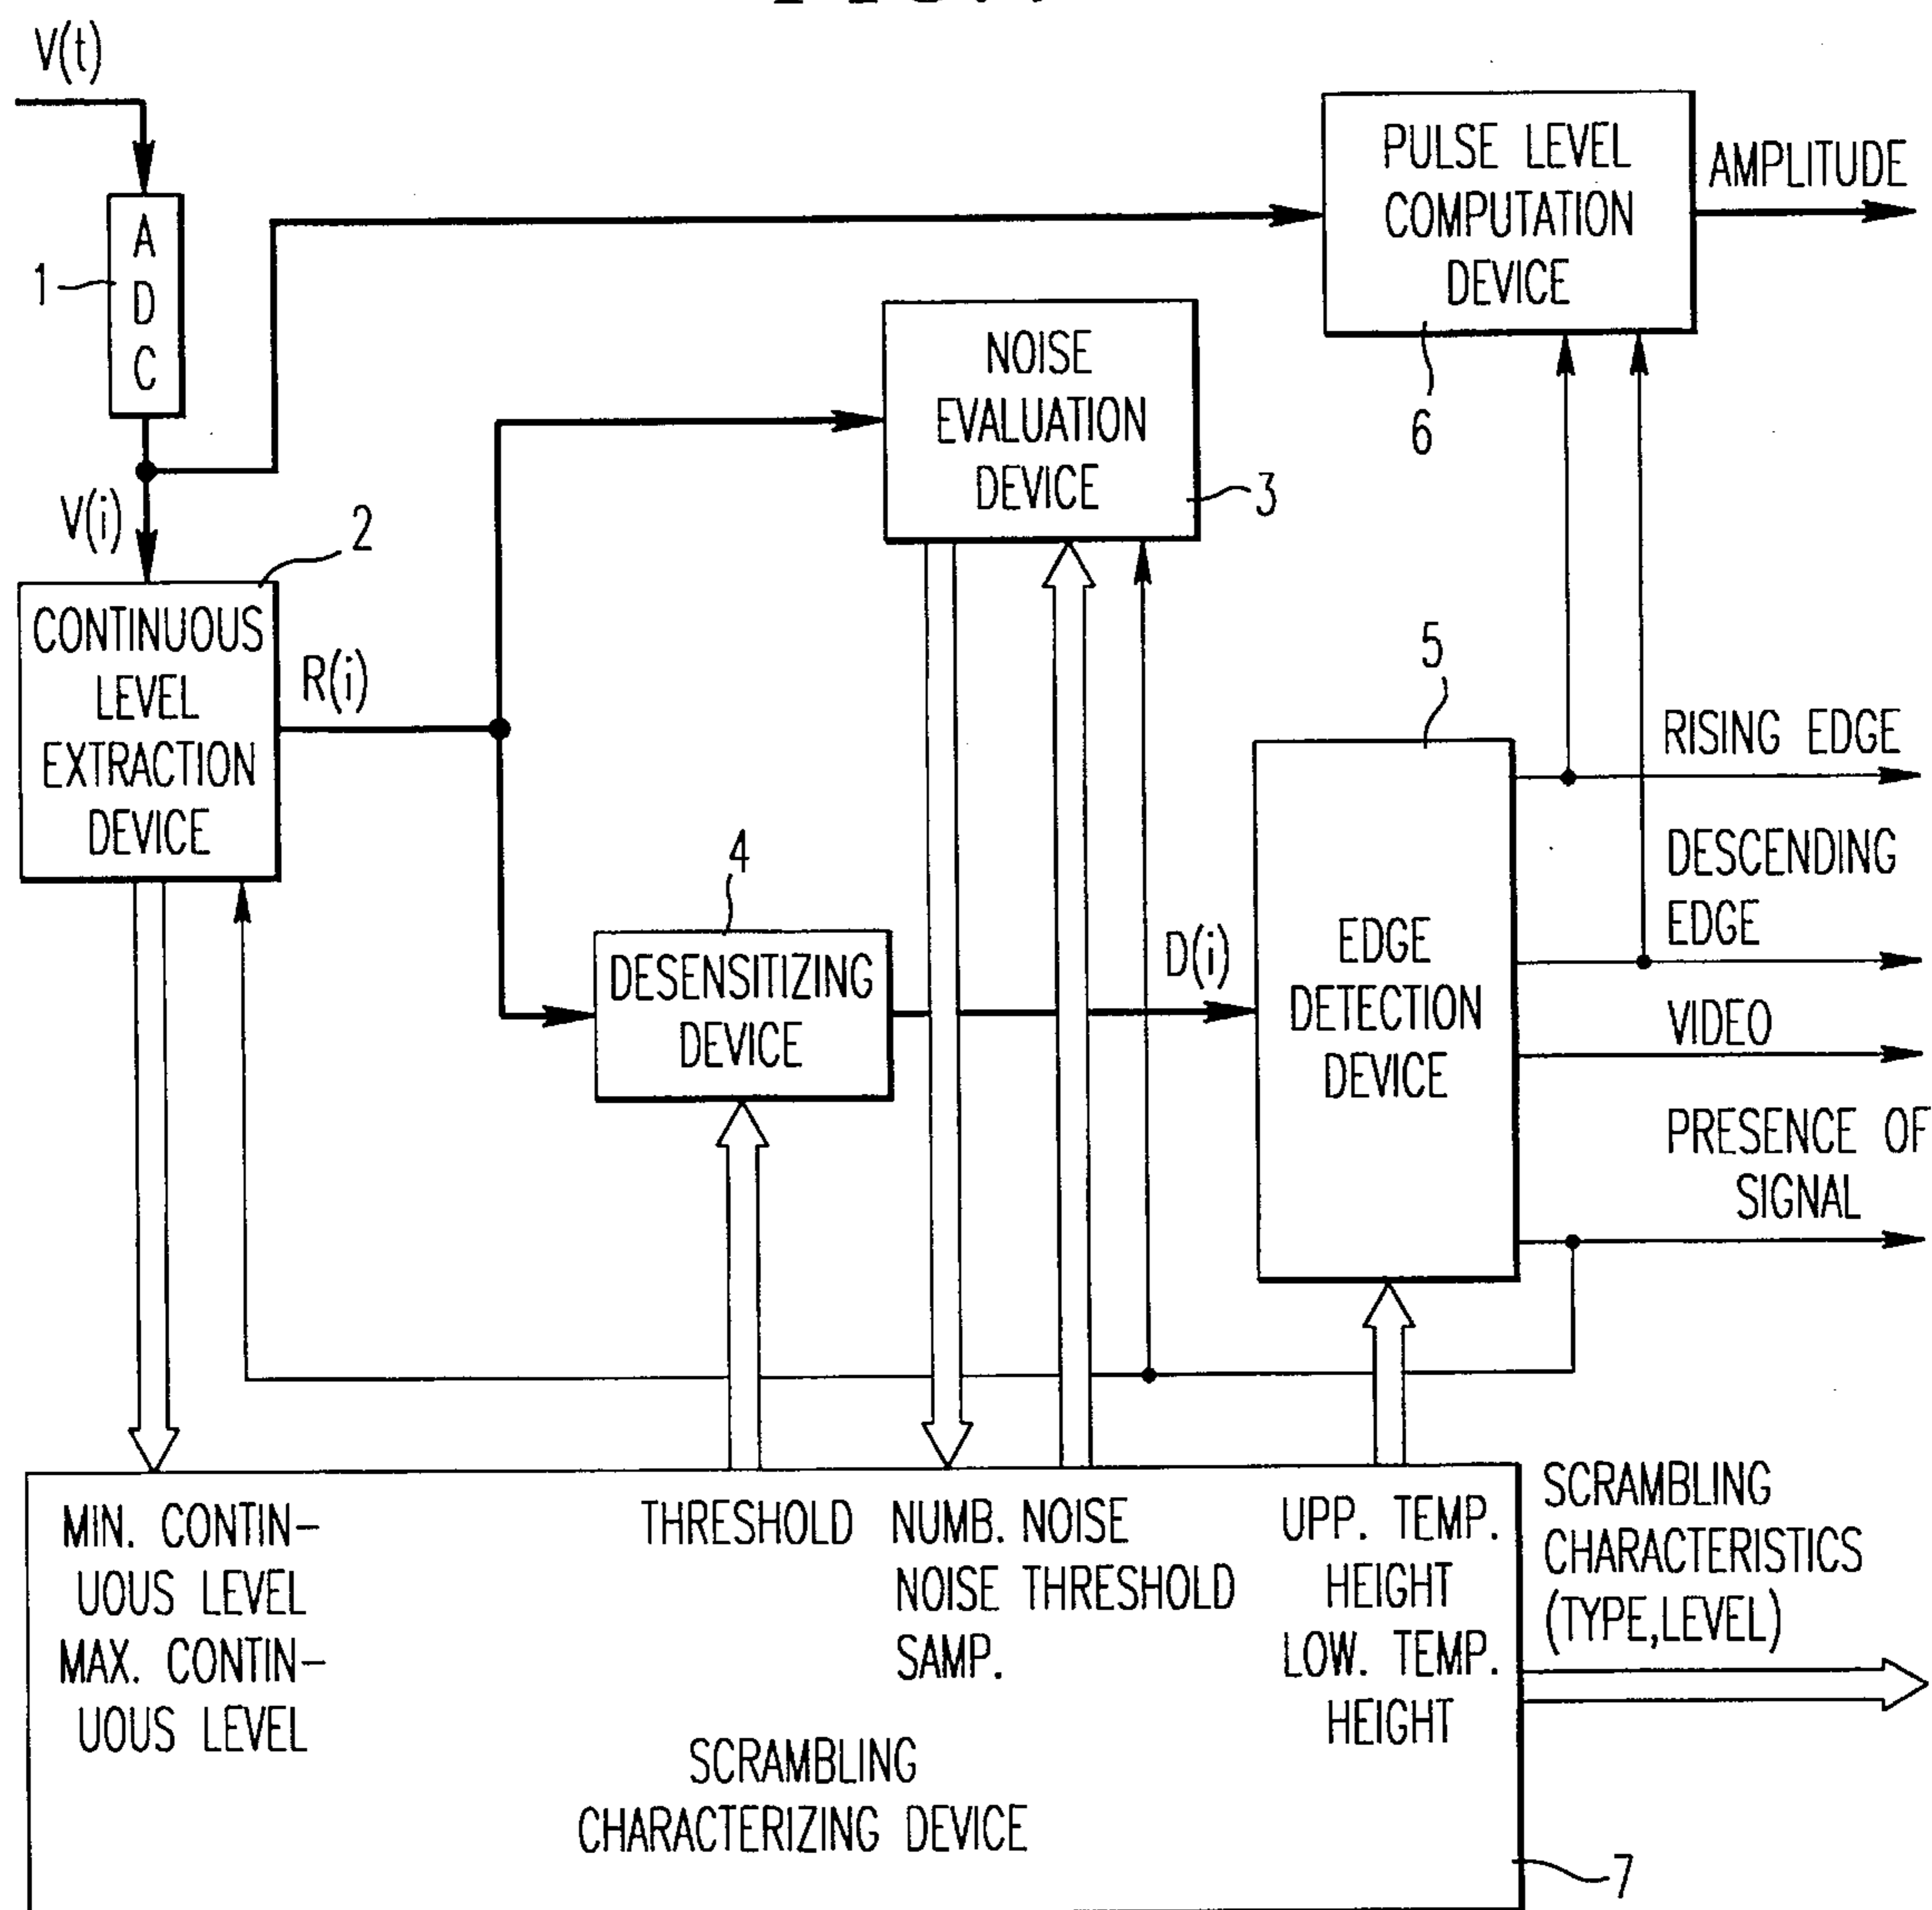 V(t)
A
D
C
1
V(i)
PULSE LEVEL
COMPUTATION
DEVICE
6
AMPLITUDE
NOISE
EVALUATION
DEVICE
3
2
CONTINUOUS
LEVEL
EXTRACTION
DEVICE
R(i)
4
DESENSITIZING
DEVICE
D(i)
5
EDGE
DETECTION
DEVICE
RISING EDGE
DESCENDING
EDGE
VIDEO
PRESENCE OF
SIGNAL
MIN. CONTIN-
UOUS LEVEL
MAX. CONTIN-
UOUS LEVEL
THRESHOLD
NUMB.
NOISE
SAMP.
NOISE
THRESHOLD
UPP. TEMP.
HEIGHT
LOW. TEMP.
HEIGHT
SCRAMBLING
CHARACTERIZING DEVICE
7
SCRAMBLING
CHARACTERISTICS
(TYPE,LEVEL)